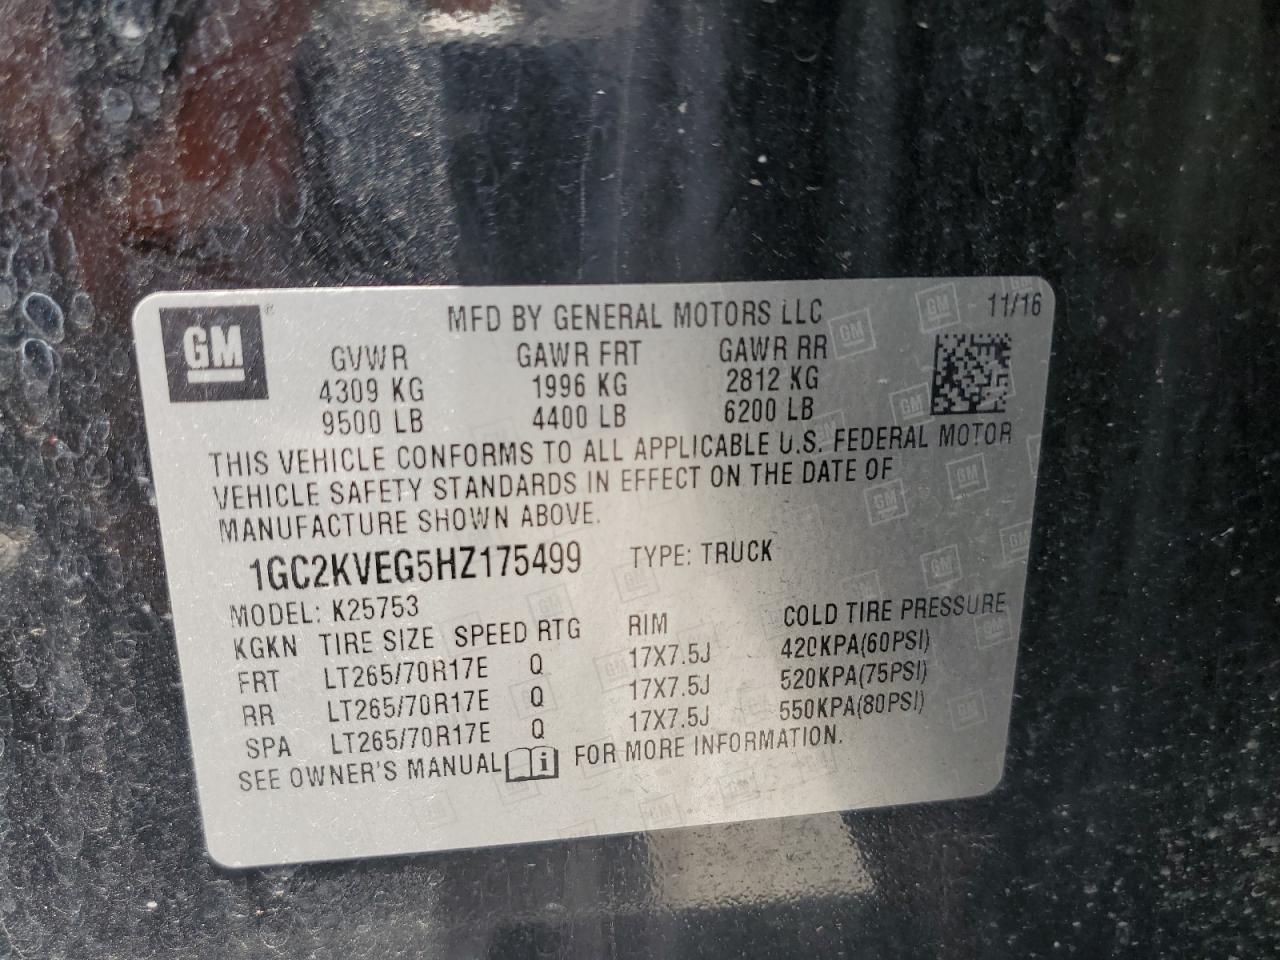 GM®
MFD BY GENERAL MOTORS LLC 11/16
GVWR GAWR FRT GAWR RR
4309 KG 1996 KG 2812 KG
9500 LB 4400 LB 6200 LB
THIS VEHICLE CONFORMS TO ALL APPLICABLE U.S. FEDERAL MOTOR
VEHICLE SAFETY STANDARDS IN EFFECT ON THE DATE OF
MANUFACTURE SHOWN ABOVE.
1GC2KVEG5HZ175499 TYPE: TRUCK
MODEL: K25753
KGKN TIRE SIZE SPEED RTG RIM COLD TIRE PRESSURE
FRT LT265/70R17E Q 17X7.5J 420KPA(60PSI)
RR LT265/70R17E Q 17X7.5J 520KPA(75PSI)
SPA LT265/70R17E Q 17X7.5J 550KPA(80PSI)
SEE OWNER'S MANUAL i FOR MORE INFORMATION.